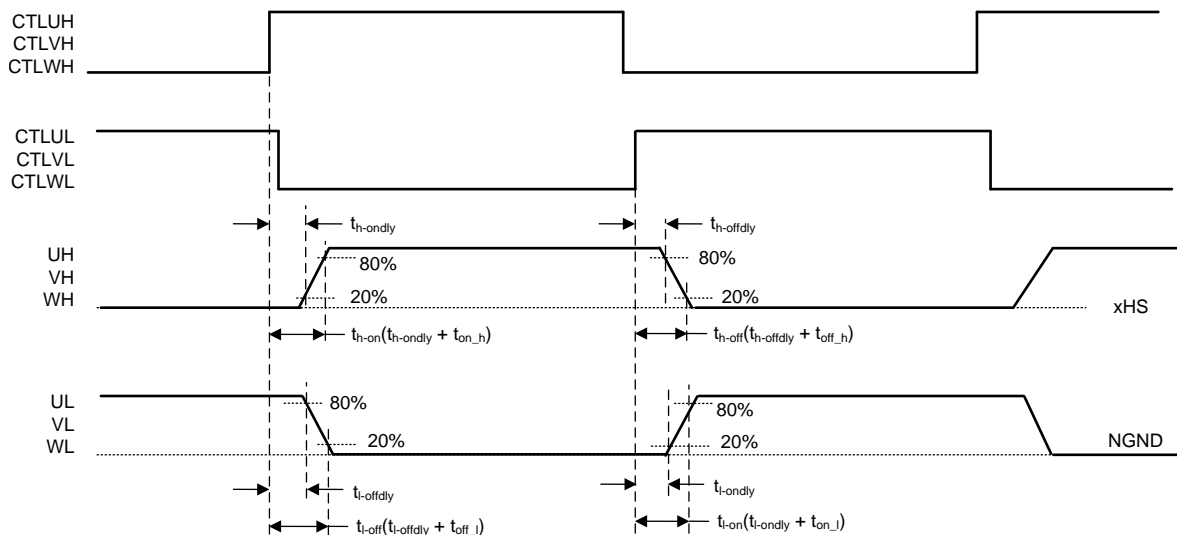 CTLUH
CTLVH
CTLWH
CTLUL
CTLVL
CTLWL
th-ondly
th-offdly
UH
VH
WH
80%
20%
80%
20%
xHS
th-on(th-ondly + ton_h)
th-off(th-offdly + toff_h)
UL
VL
WL
80%
20%
80%
20%
NGND
tl-offdly
tl-ondly
tl-off(tl-offdly + toff_l)
tl-on(tl-ondly + ton_l)